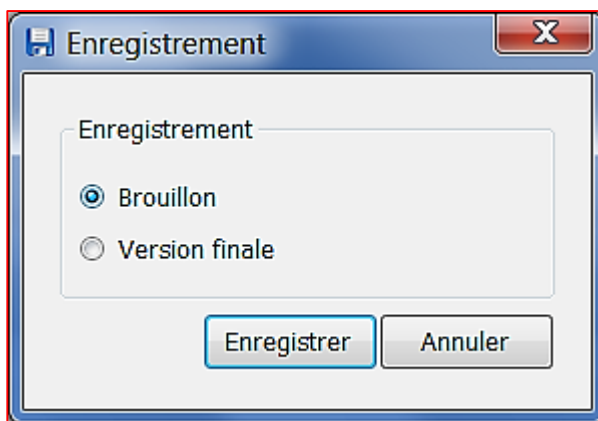 Enregistrement
Enregistrement
Brouillon
Version finale
Enregistrer Annuler